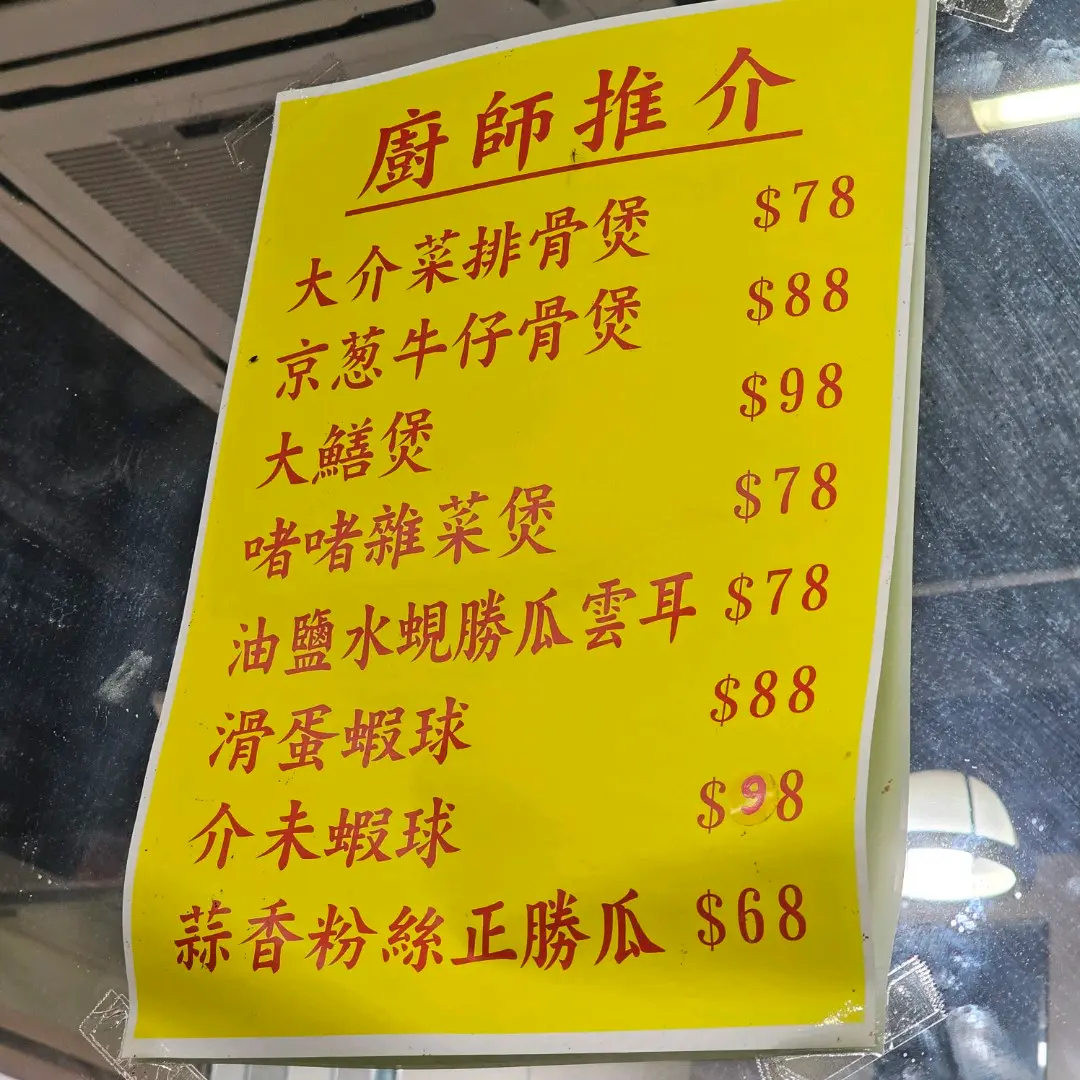 廚師推介
大介菜排骨煲 $78
京葱牛仔骨煲 $88
大鱔煲 $98
啫啫雜菜煲 $78
油鹽水蜆勝瓜雲耳 $78
滑蛋蝦球 $88
介未蝦球 $98
蒜香粉絲正勝瓜 $68